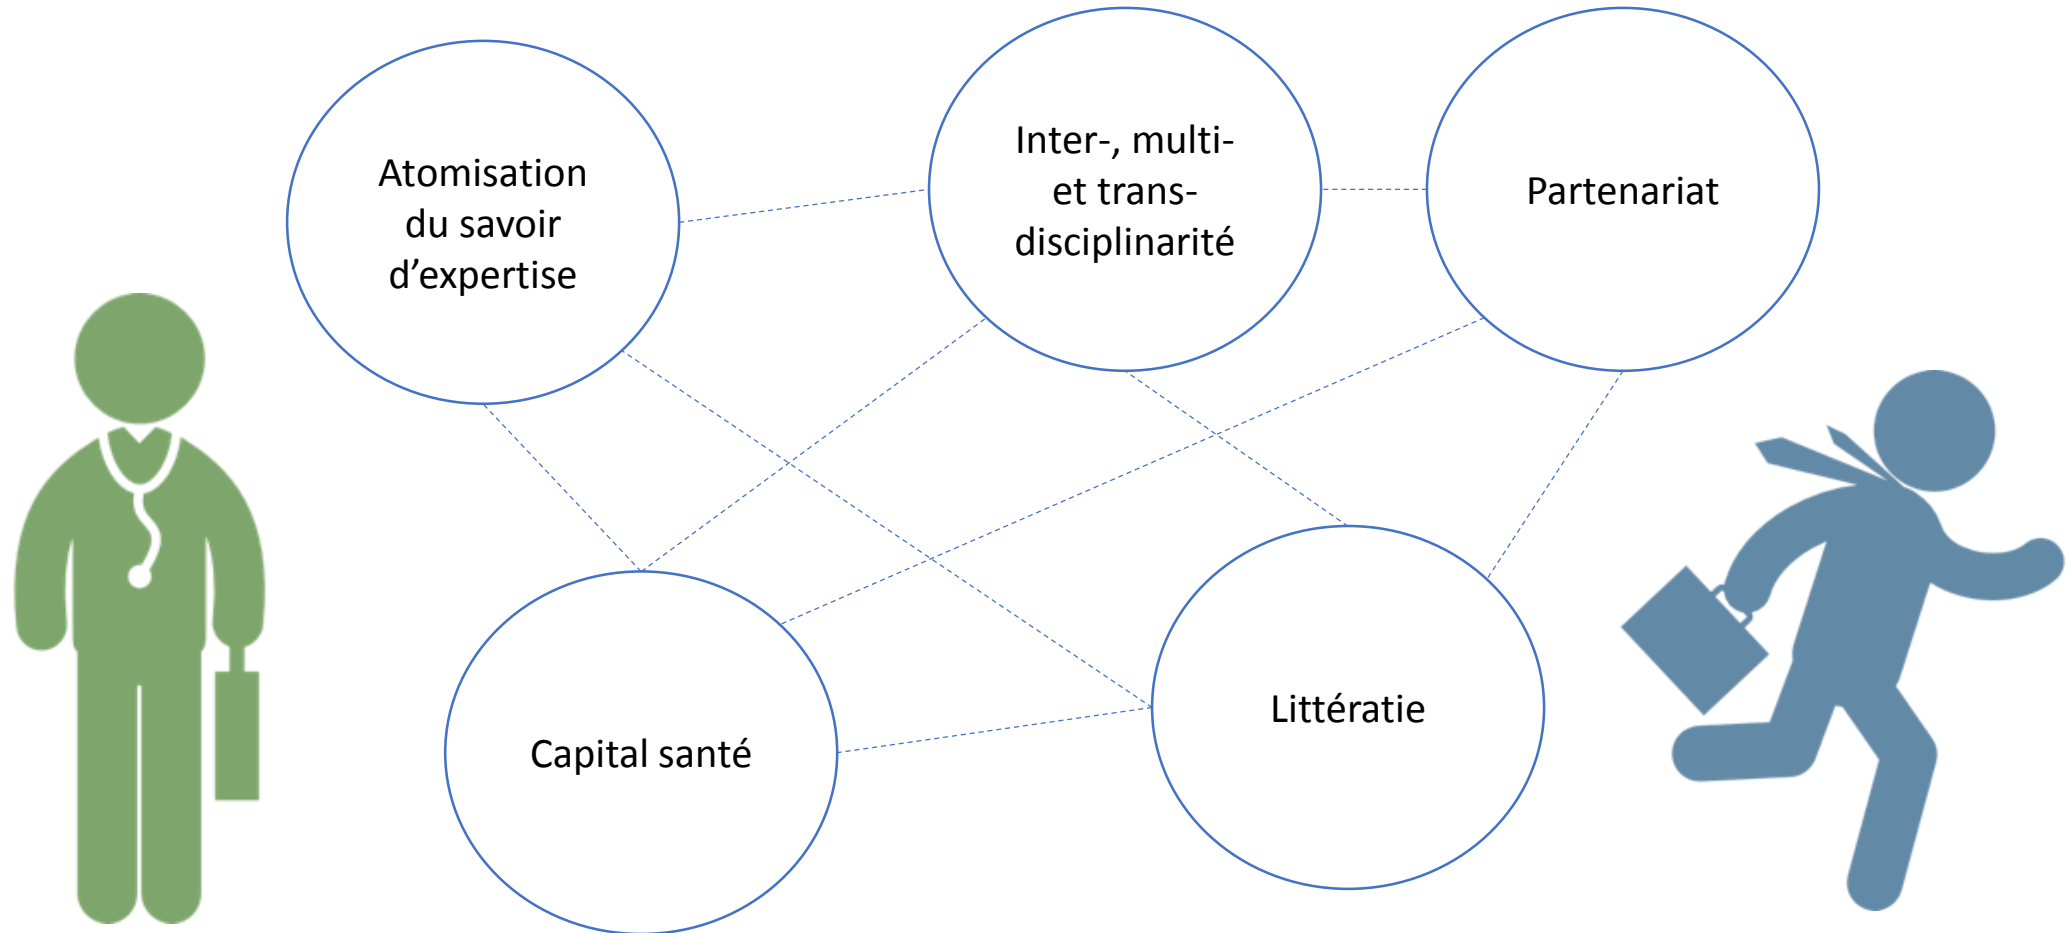 Atomisation
du savoir
d’expertise
Inter-, multi-
et trans-
disciplinarité
Partenariat
Capital santé
Littératie